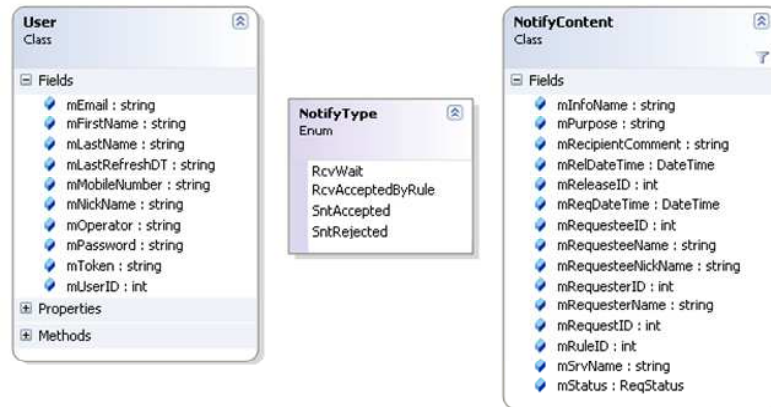 User
Class
Fields
mEmail : string
mFirstName : string
mLastName : string
mLastRefreshDT : string
mMobileNumber : string
mNickName : string
mOperator : string
mPassword : string
mToken : string
mUserID : int
Properties
Methods
NotifyType
Enum
RcvWait
RcvAcceptedByRule
SntAccepted
SntRejected
NotifyContent
Class
Fields
mInfoName : string
mPurpose : string
mRecipientComment : string
mRelDateTime : DateTime
mReleaseID : int
mReqDateTime : DateTime
mRequesteeID : int
mRequesteeName : string
mRequesteeNickName : string
mRequesterID : int
mRequesterName : string
mRequestID : int
mRuleID : int
mSrvName : string
mStatus : ReqStatus